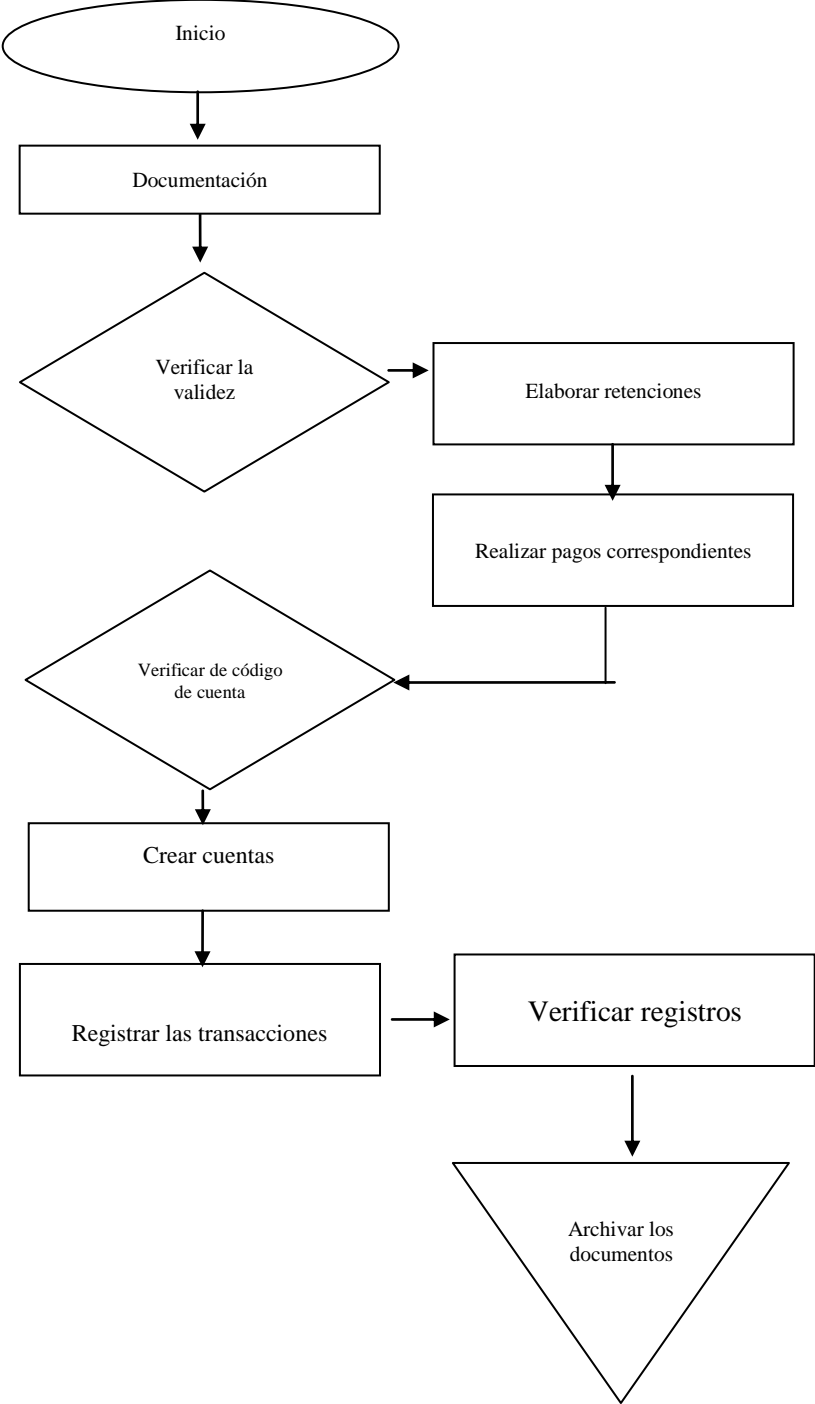 Inicio
Documentación
Verificar la
validez
Elaborar retenciones
Realizar pagos correspondientes
Verificar de código
de cuenta
Crear cuentas
Registrar las transacciones
Verificar registros
Archivar los
documentos